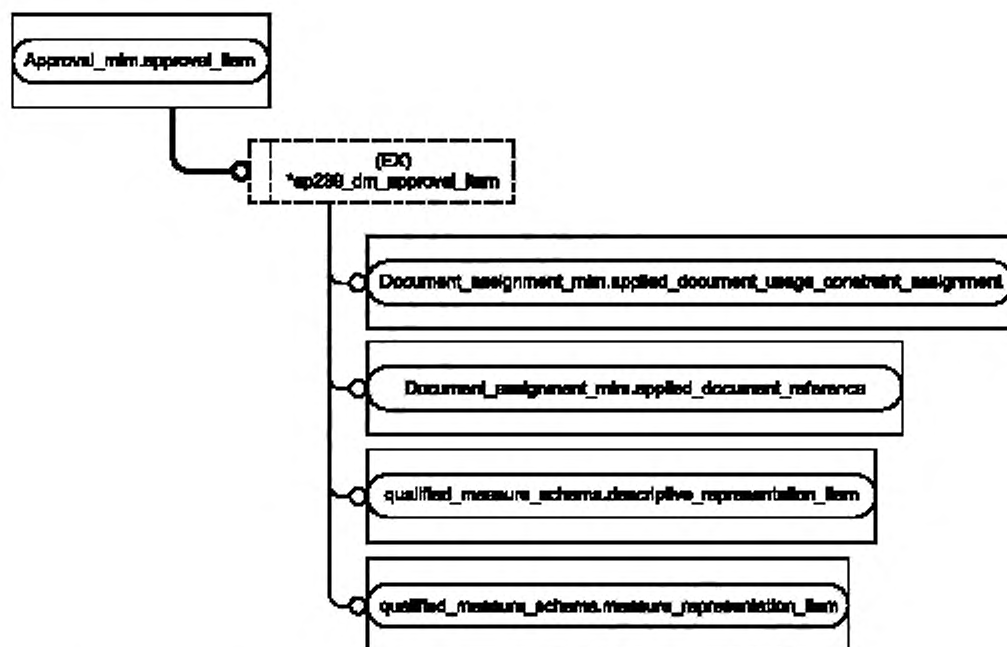 Approval_mim.approval_item
(EX)
*ap239_dm_approval_item
Document_assignment_mim.applied_document_usage_constraint_assignment
Document_assignment_mim.applied_document_reference
qualified_measure_schema.descriptive_representation_item
qualified_measure_schema.measure_representation_item